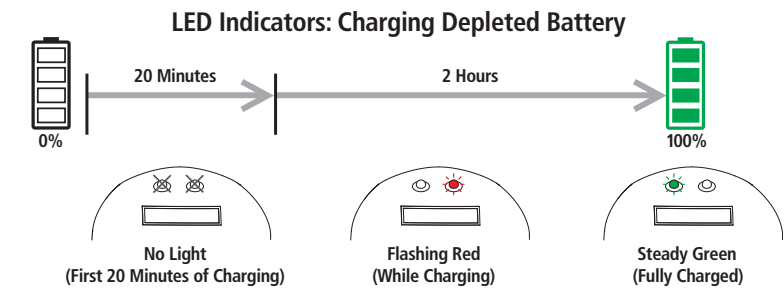 LED Indicators: Charging Depleted Battery
20 Minutes
2 Hours
0%
100%
No Light
(First 20 Minutes of Charging)
Flashing Red
(While Charging)
Steady Green
(Fully Charged)